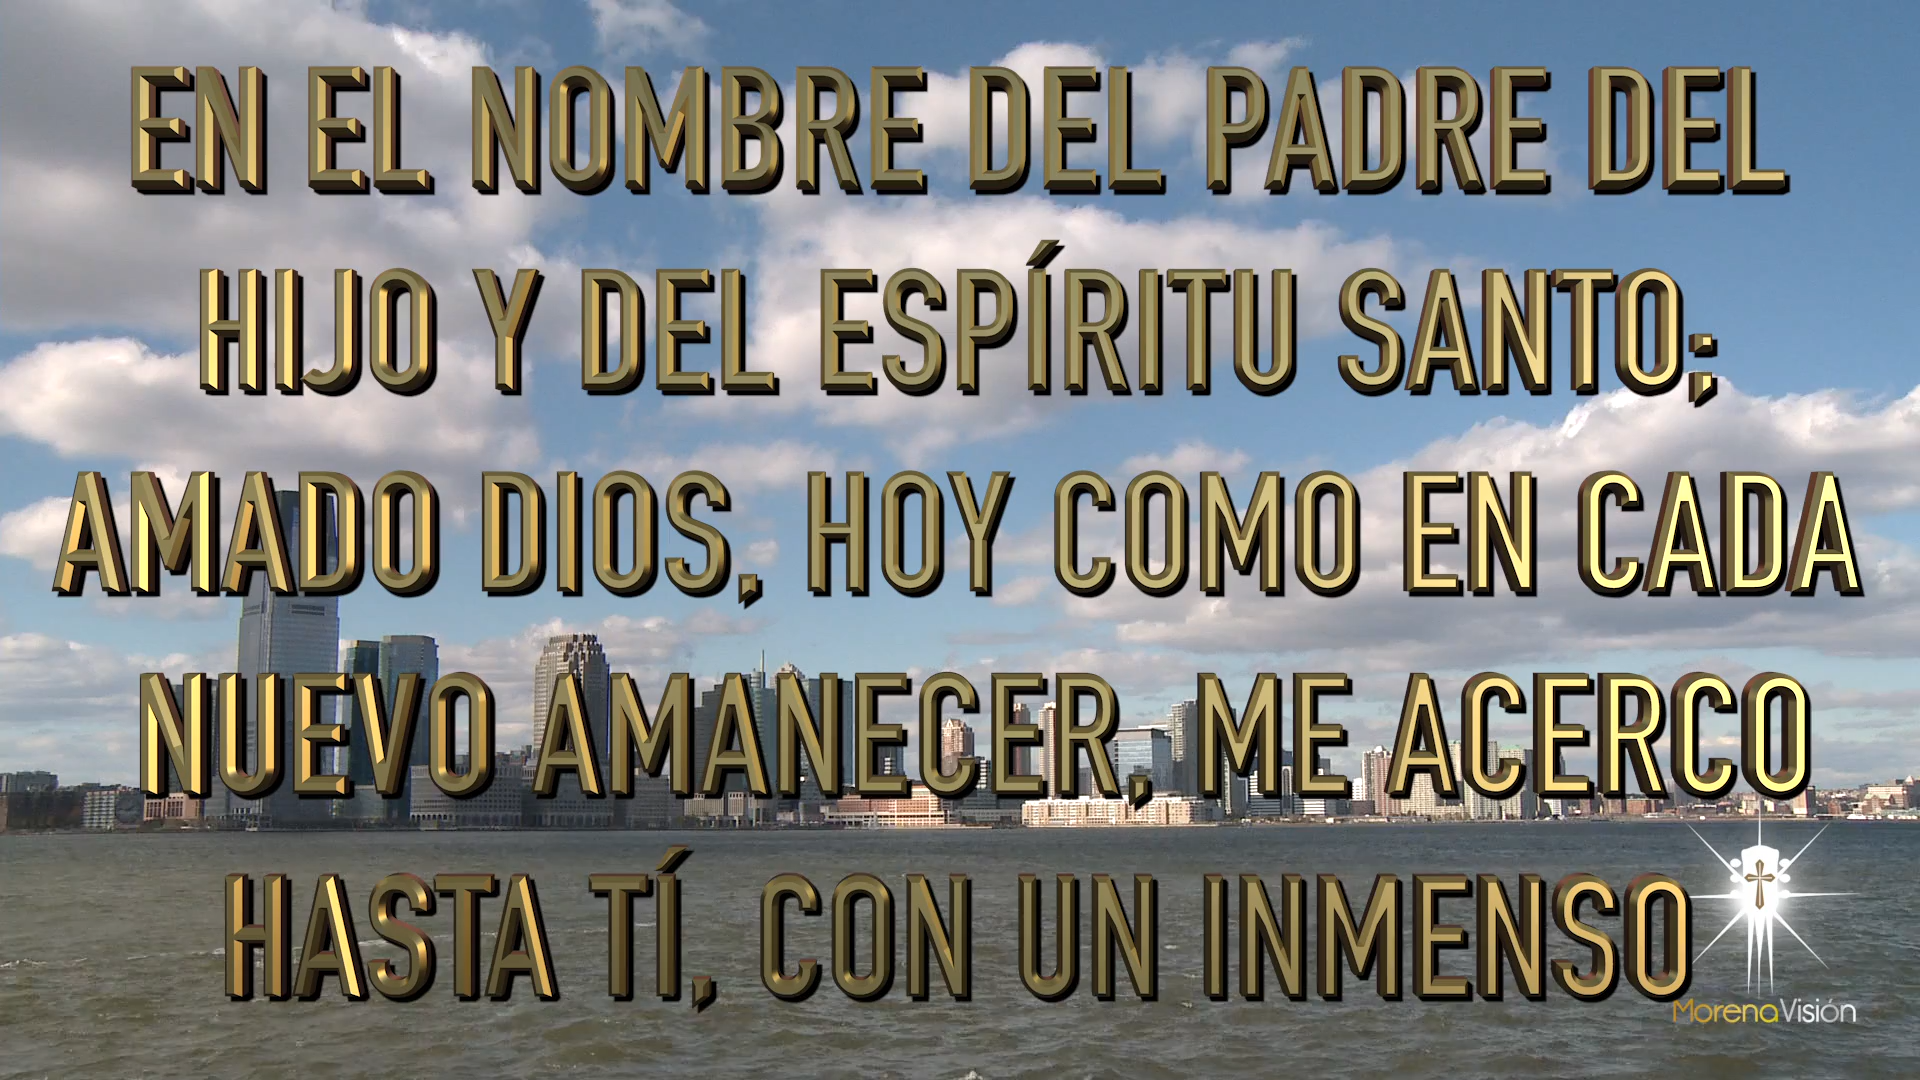 EN EL NOMBRE DEL PADRE DEL
HIJO Y DEL ESPÍRITU SANTO;
AMADO DIOS, HOY COMO EN CADA
NUEVO AMANECER, ME ACERCO
HASTA TÍ, CON UN INMENSO
MorenaVisión